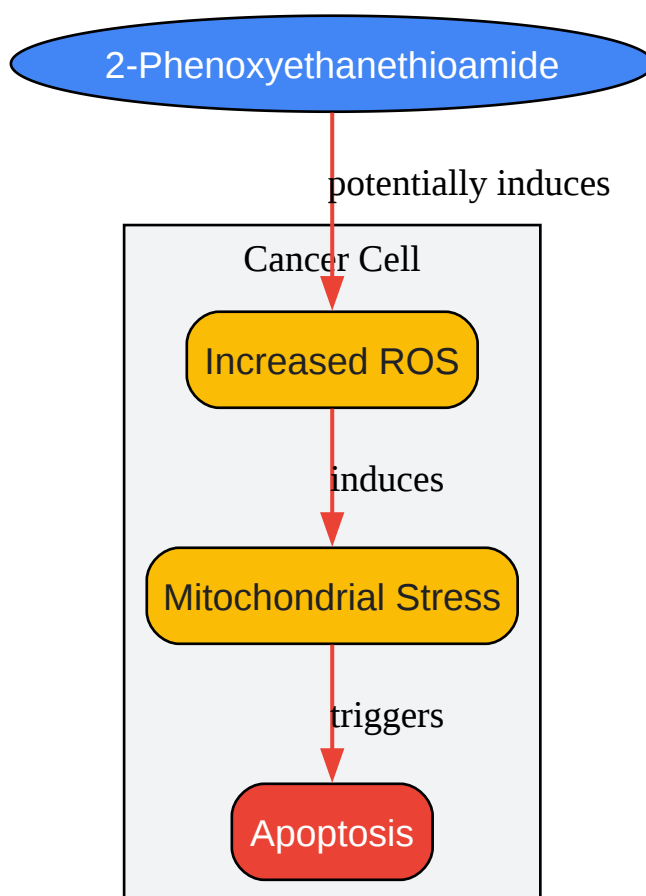 2-Phenoxyethanethioamide
potentially induces
Cancer Cell
Increased ROS
induces
Mitochondrial Stress
triggers
Apoptosis